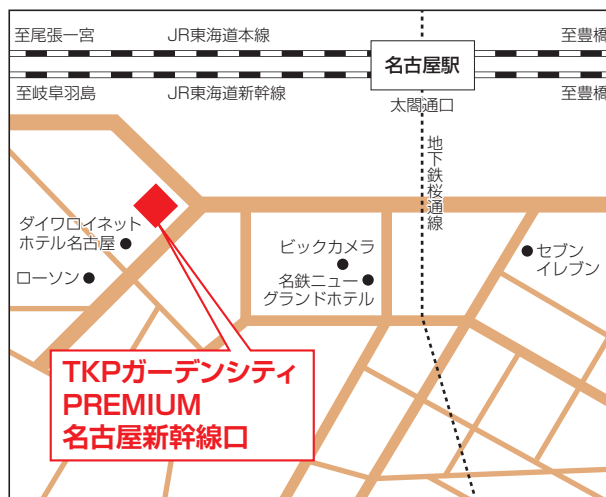 至尾張一宮
JR東海道本線
至豊橋
名古屋駅
至岐阜羽島
JR東海道新幹線
至豊橋
太閤通口
地下鉄桜通線
ダイワロイネット
ホテル名古屋
ローソン
ビックカメラ
名鉄ニュー
グランドホテル
セブン
イレブン
TKPガーデンシティ
PREMIUM
名古屋新幹線口